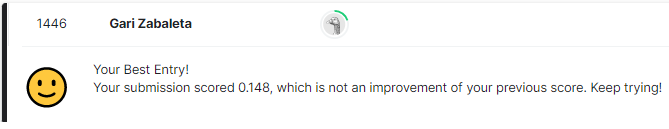 1446 Gari Zabaleta
Your Best Entry!
Your submission scored 0.148, which is not an improvement of your previous score. Keep trying!